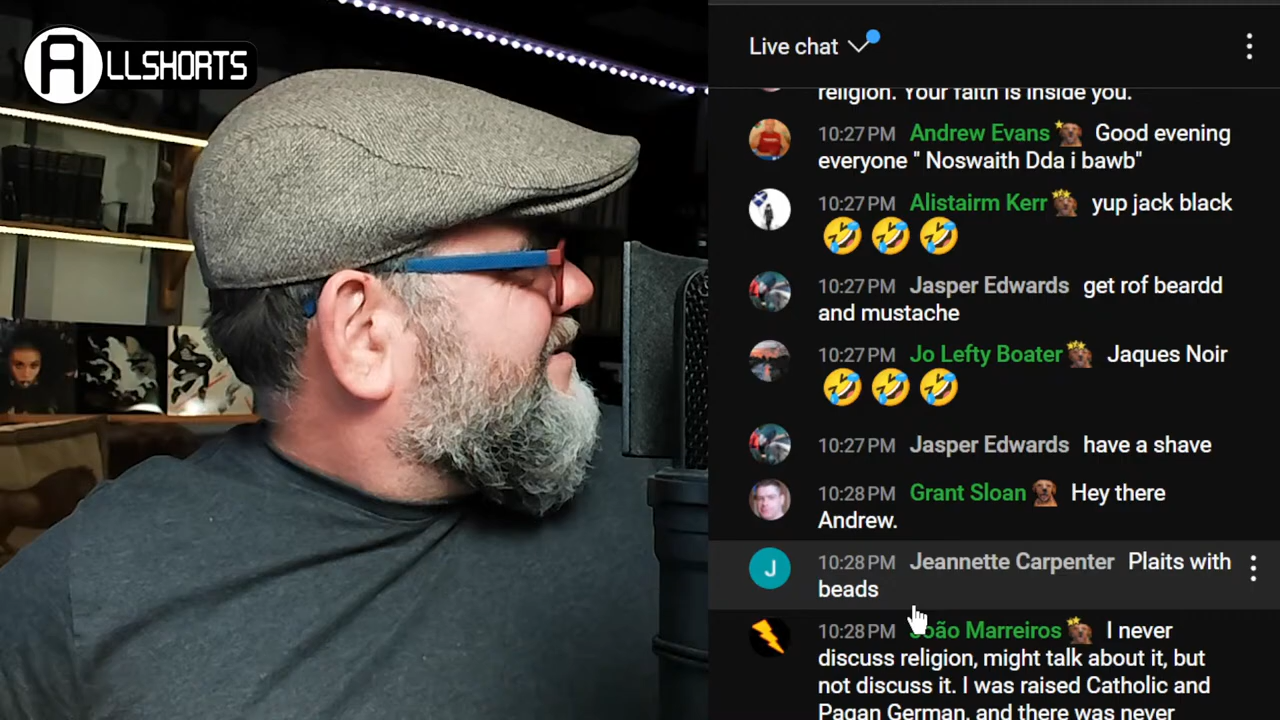 ALLSHORTS
Live chat
religion. Your faith is inside you.
10:27 PM Andrew Evans Good evening
everyone " Noswaith Dda i bawb"
10:27 PM Alistairm Kerr yup jack black
🤣 🤣 🤣
10:27 PM Jasper Edwards get rof beardd
and mustache
10:27 PM Jo Lefty Boater Jaques Noir
🤣 🤣 🤣
10:27 PM Jasper Edwards have a shave
10:28 PM Grant Sloan Hey there
Andrew.
J
10:28 PM Jeannette Carpenter Plaits with
beads
10:28 PM João Marreiros I never
discuss religion, might talk about it, but
not discuss it. I was raised Catholic and
Pagan German, and there was never